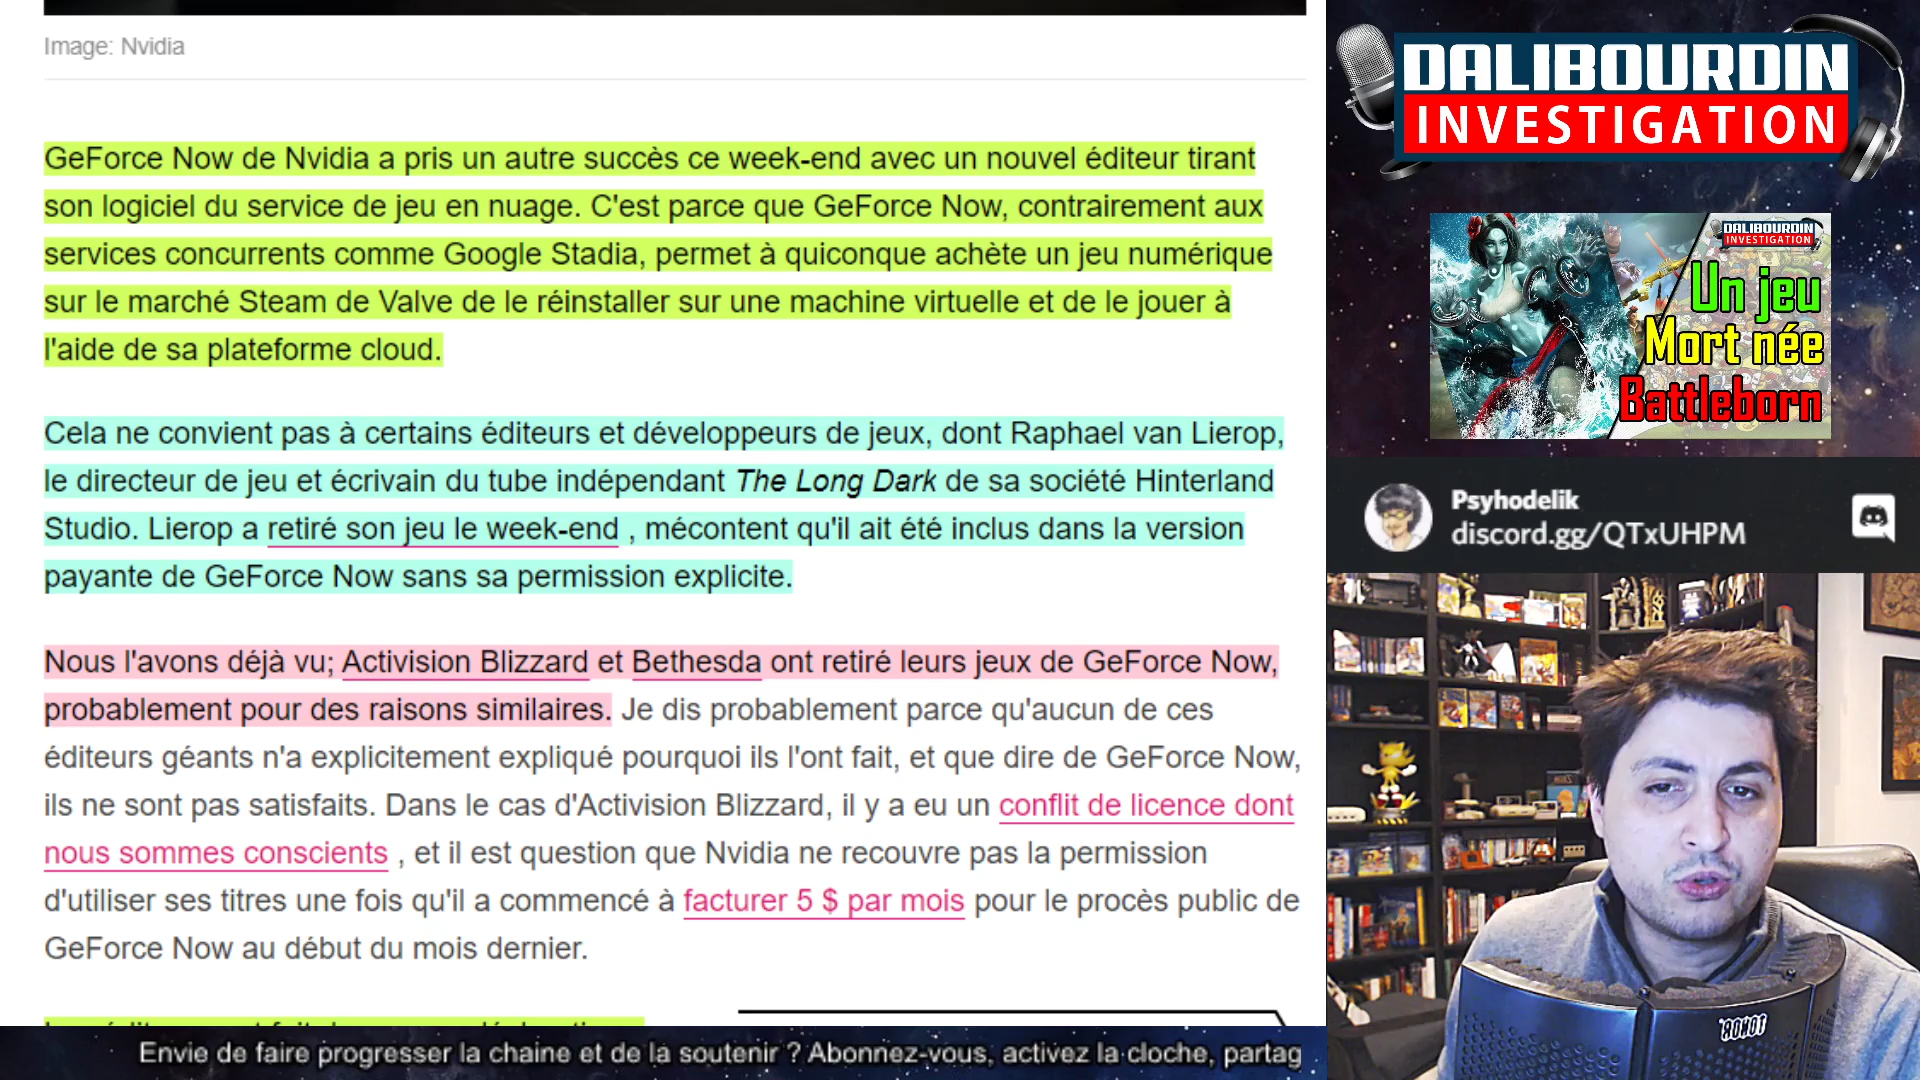 Image: Nvidia
GeForce Now de Nvidia a pris un autre succès ce week-end avec un nouvel éditeur tirant
son logiciel du service de jeu en nuage. C'est parce que GeForce Now, contrairement aux
services concurrents comme Google Stadia, permet à quiconque achète un jeu numérique
sur le marché Steam de Valve de le réinstaller sur une machine virtuelle et de le jouer à
l'aide de sa plateforme cloud.
Cela ne convient pas à certains éditeurs et développeurs de jeux, dont Raphael van Lierop,
le directeur de jeu et écrivain du tube indépendant The Long Dark de sa société Hinterland
Studio. Lierop a retiré son jeu le week-end , mécontent qu'il ait été inclus dans la version
payante de GeForce Now sans sa permission explicite.
Nous l'avons déjà vu; Activision Blizzard et Bethesda ont retiré leurs jeux de GeForce Now,
probablement pour des raisons similaires. Je dis probablement parce qu'aucun de ces
éditeurs géants n'a explicitement expliqué pourquoi ils l'ont fait, et que dire de GeForce Now,
ils ne sont pas satisfaits. Dans le cas d'Activision Blizzard, il y a eu un conflit de licence dont
nous sommes conscients , et il est question que Nvidia ne recouvre pas la permission
d'utiliser ses titres une fois qu'il a commencé à facturer 5 $ par mois pour le procès public de
GeForce Now au début du mois dernier.
Envie de faire progresser la chaine et de la soutenir ? Abonnez-vous, activez la cloche, partag
DALIBOURDIN
INVESTIGATION
DALIBOURDIN
INVESTIGATION
Un jeu
Mort née
Battleborn
Psyhodelik
discord.gg/QTxUHPM